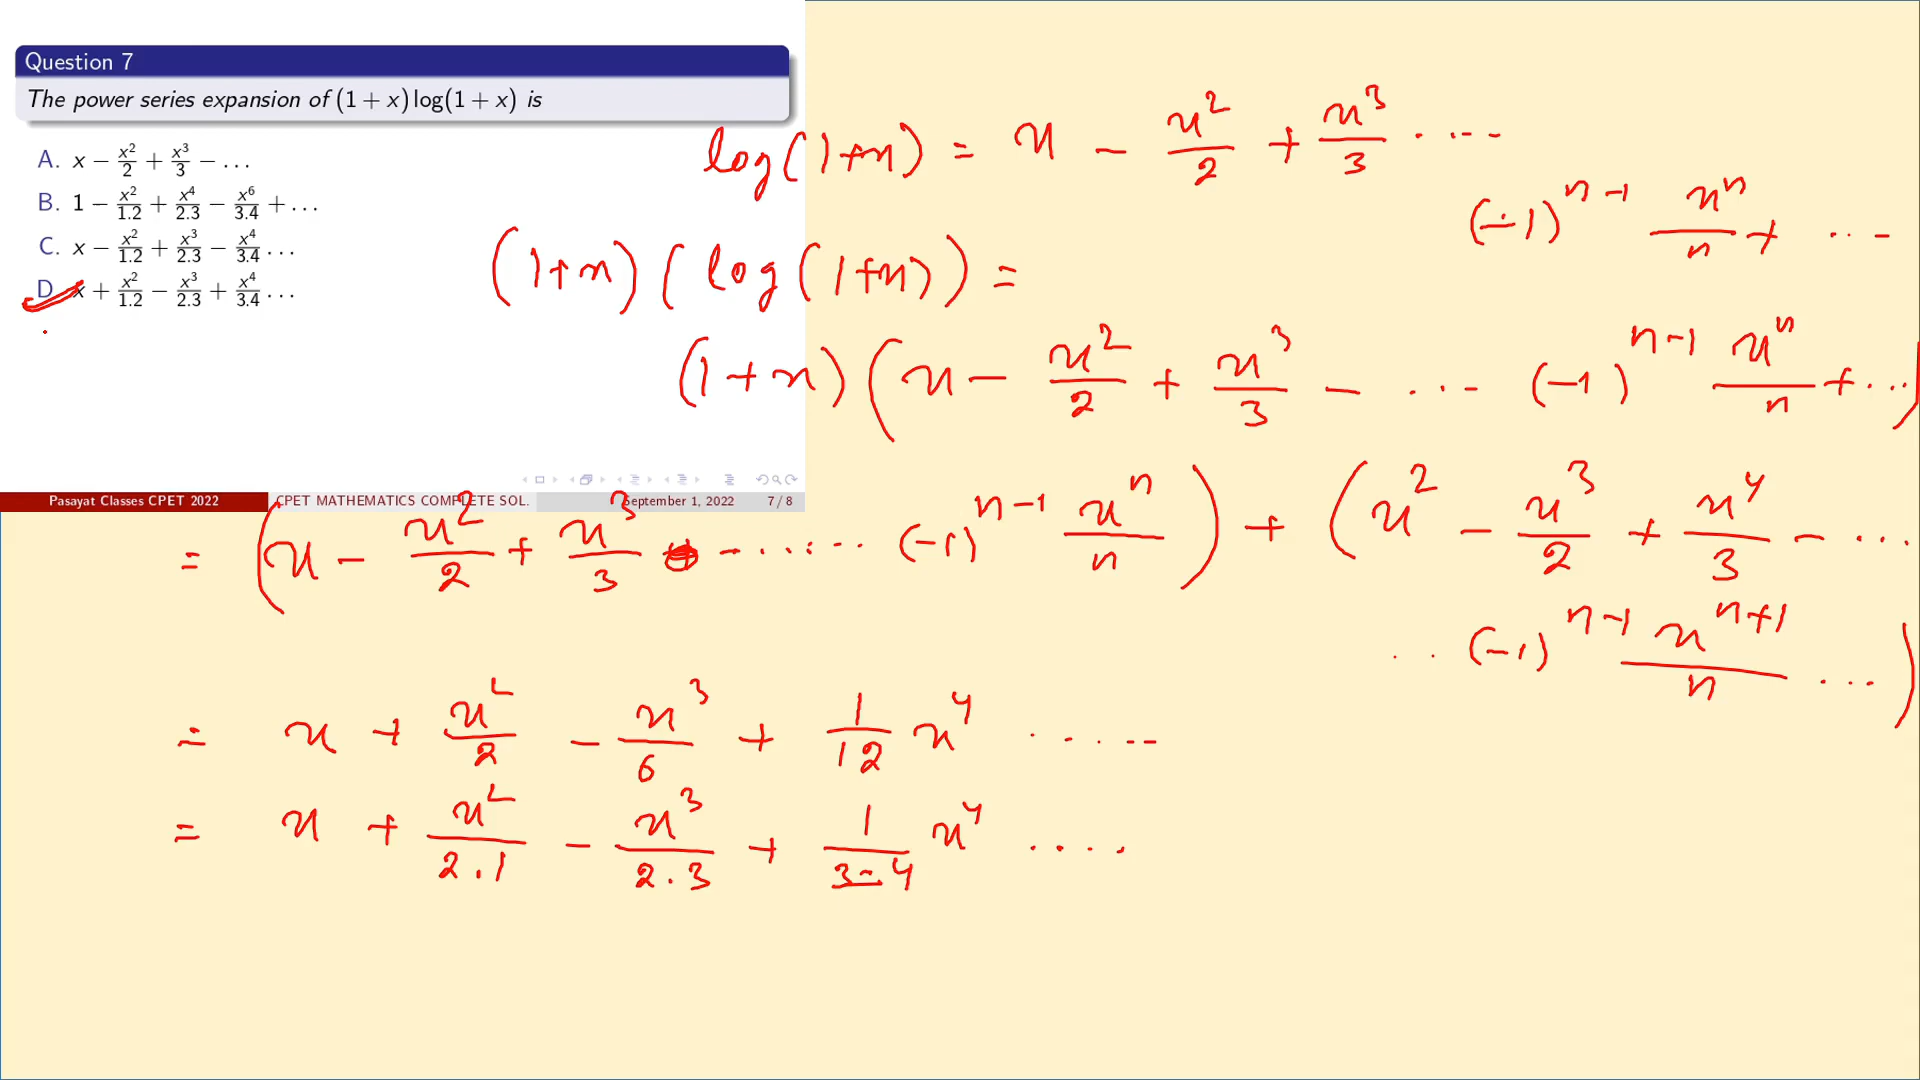 Question 7
The power series expansion of (1 + x) log(1 + x) is
A. x − x²/2 + x³/3 − ...
B. 1 − x²/1.2 + x⁴/2.3 − x⁶/3.4 + ...
C. x − x²/1.2 + x³/2.3 − x⁴/3.4 ...
D. x + x²/1.2 − x³/2.3 + x⁴/3.4 ...
Pasayat Classes CPET 2022 CPET MATHEMATICS COMPLETE SOL. September 1, 2022 7 / 8
log(1+x) = x − x²/2 + x³/3 .....
(−1)ⁿ⁻¹ xⁿ/n + ...
(1+x) (log(1+x)) =
(1+x) (x − x²/2 + x³/3 − ... (−1)ⁿ⁻¹ xⁿ/n + ...)
= (x − x²/2 + x³/3 − ...... (−1)ⁿ⁻¹ xⁿ/n) + (x² − x³/2 + x⁴/3 − ...
.. (−1)ⁿ⁻¹ xⁿ⁺¹/n ...)
= x + x²/2 − x³/6 + 1/12 x⁴ .....
= x + x²/2.1 − x³/2.3 + 1/3.4 x⁴ ....